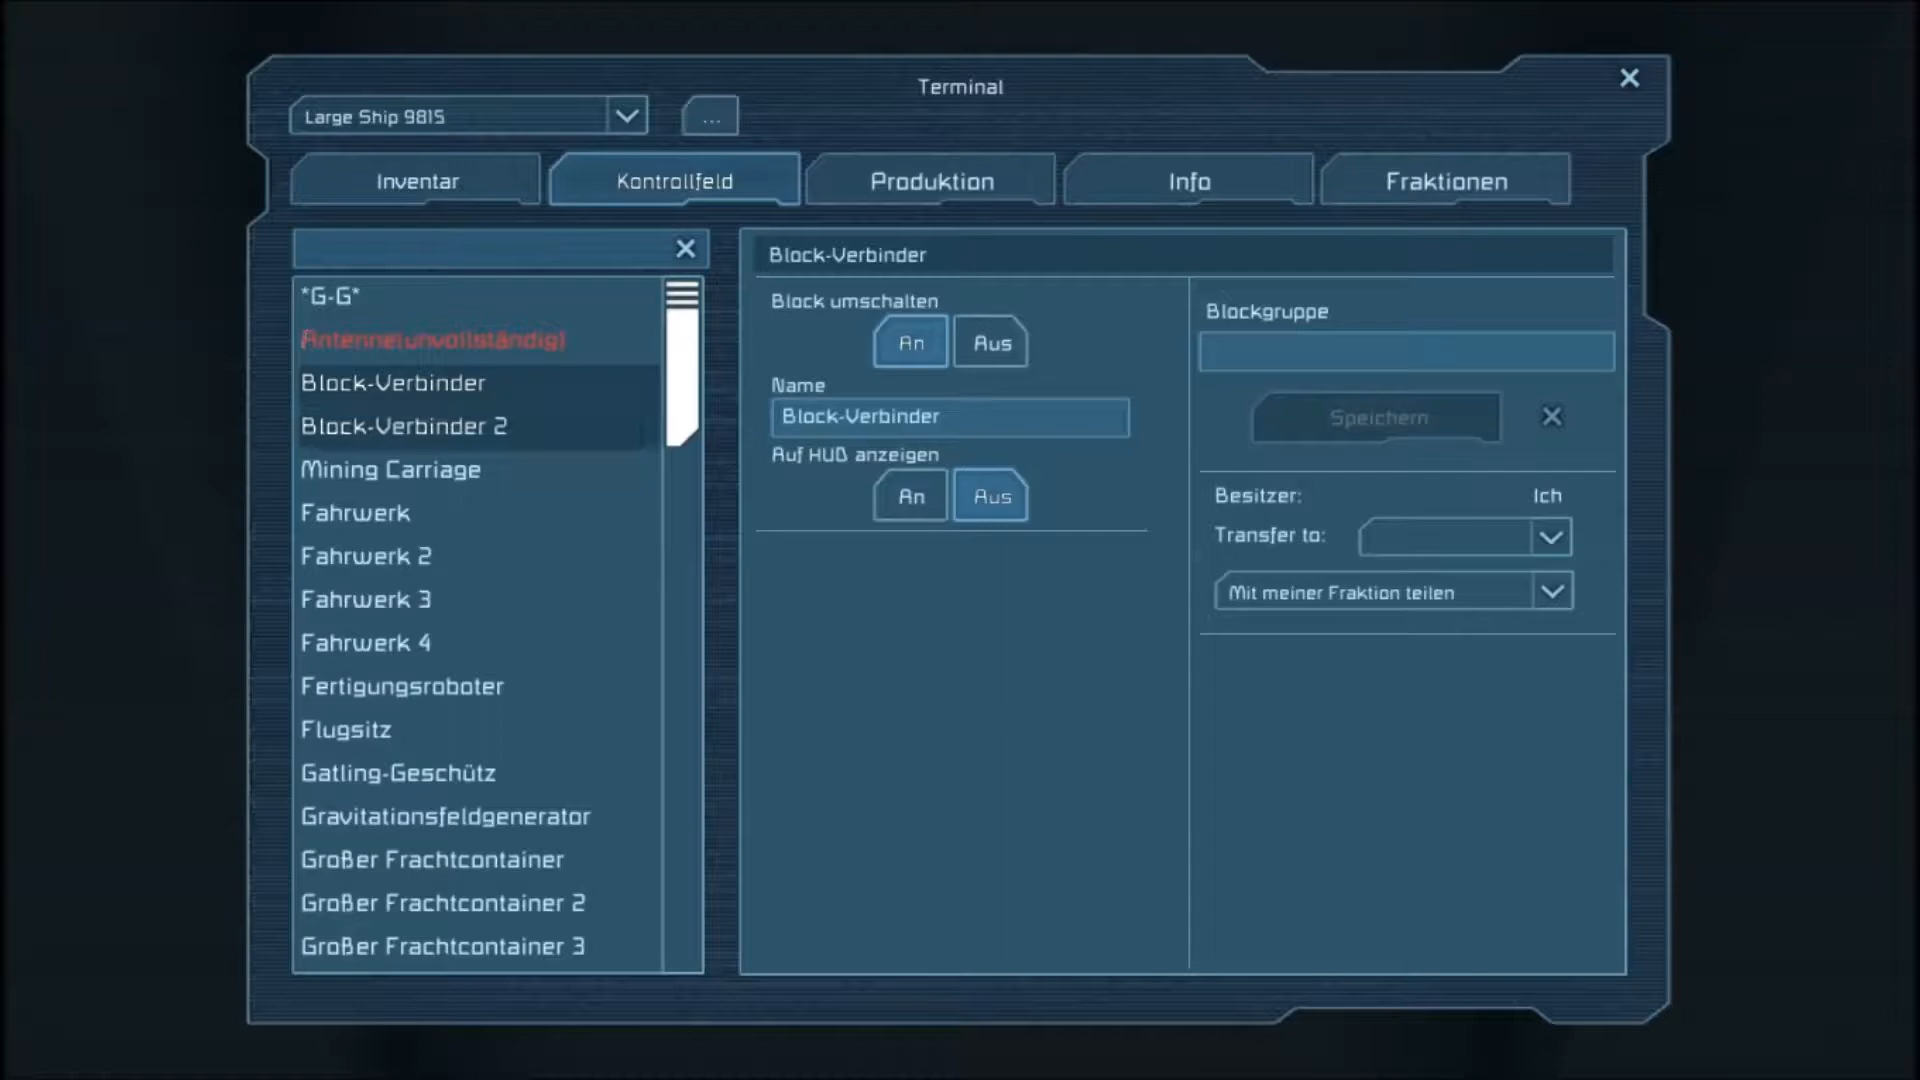 Terminal
Large Ship 9815
...
Inventar
Kontrollfeld
Produktion
Info
Fraktionen
*G-G*
Antenne(unvollständig)
Block-Verbinder
Block-Verbinder 2
Mining Carriage
Fahrwerk
Fahrwerk 2
Fahrwerk 3
Fahrwerk 4
Fertigungsroboter
Flugsitz
Gatling-Geschütz
Gravitationsfeldgenerator
Großer Frachtcontainer
Großer Frachtcontainer 2
Großer Frachtcontainer 3
Block-Verbinder
Block umschalten
An
Aus
Name
Block-Verbinder
Auf HUD anzeigen
An
Aus
Blockgruppe
Speichern
Besitzer: Ich
Transfer to:
Mit meiner Fraktion teilen